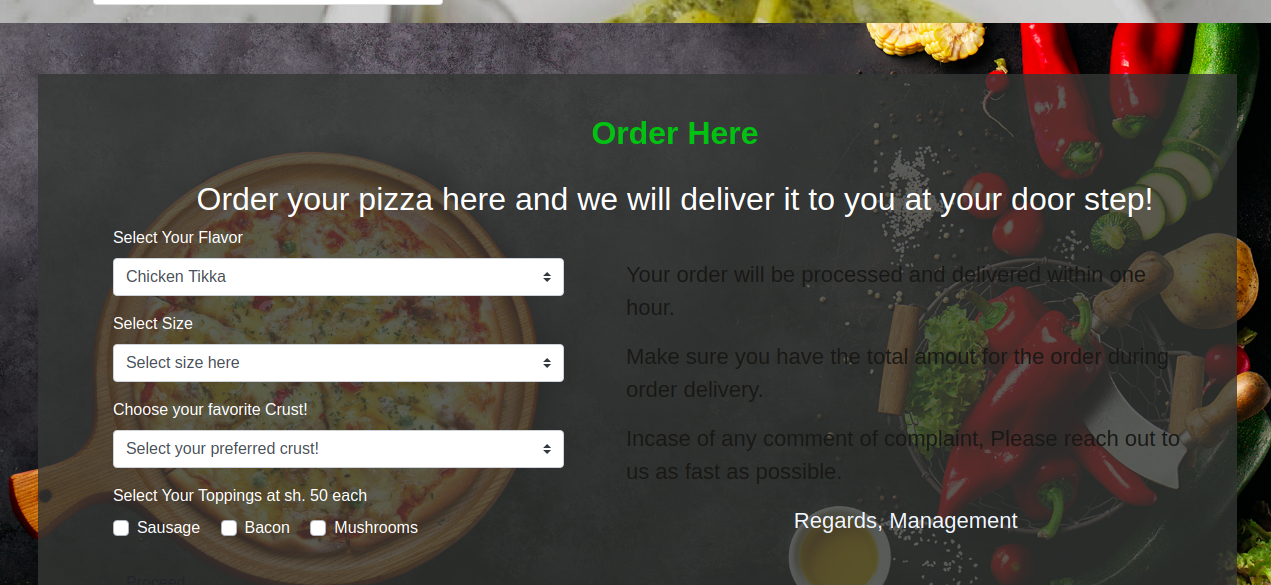 Order Here
Order your pizza here and we will deliver it to you at your door step!
Select Your Flavor
Chicken Tikka
Select Size
Select size here
Choose your favorite Crust!
Select your preferred crust!
Select Your Toppings at sh. 50 each
Sausage Bacon Mushrooms
Proceed
Your order will be processed and delivered within one
hour.
Make sure you have the total amout for the order during
order delivery.
Incase of any comment of complaint, Please reach out to
us as fast as possible.
Regards, Management